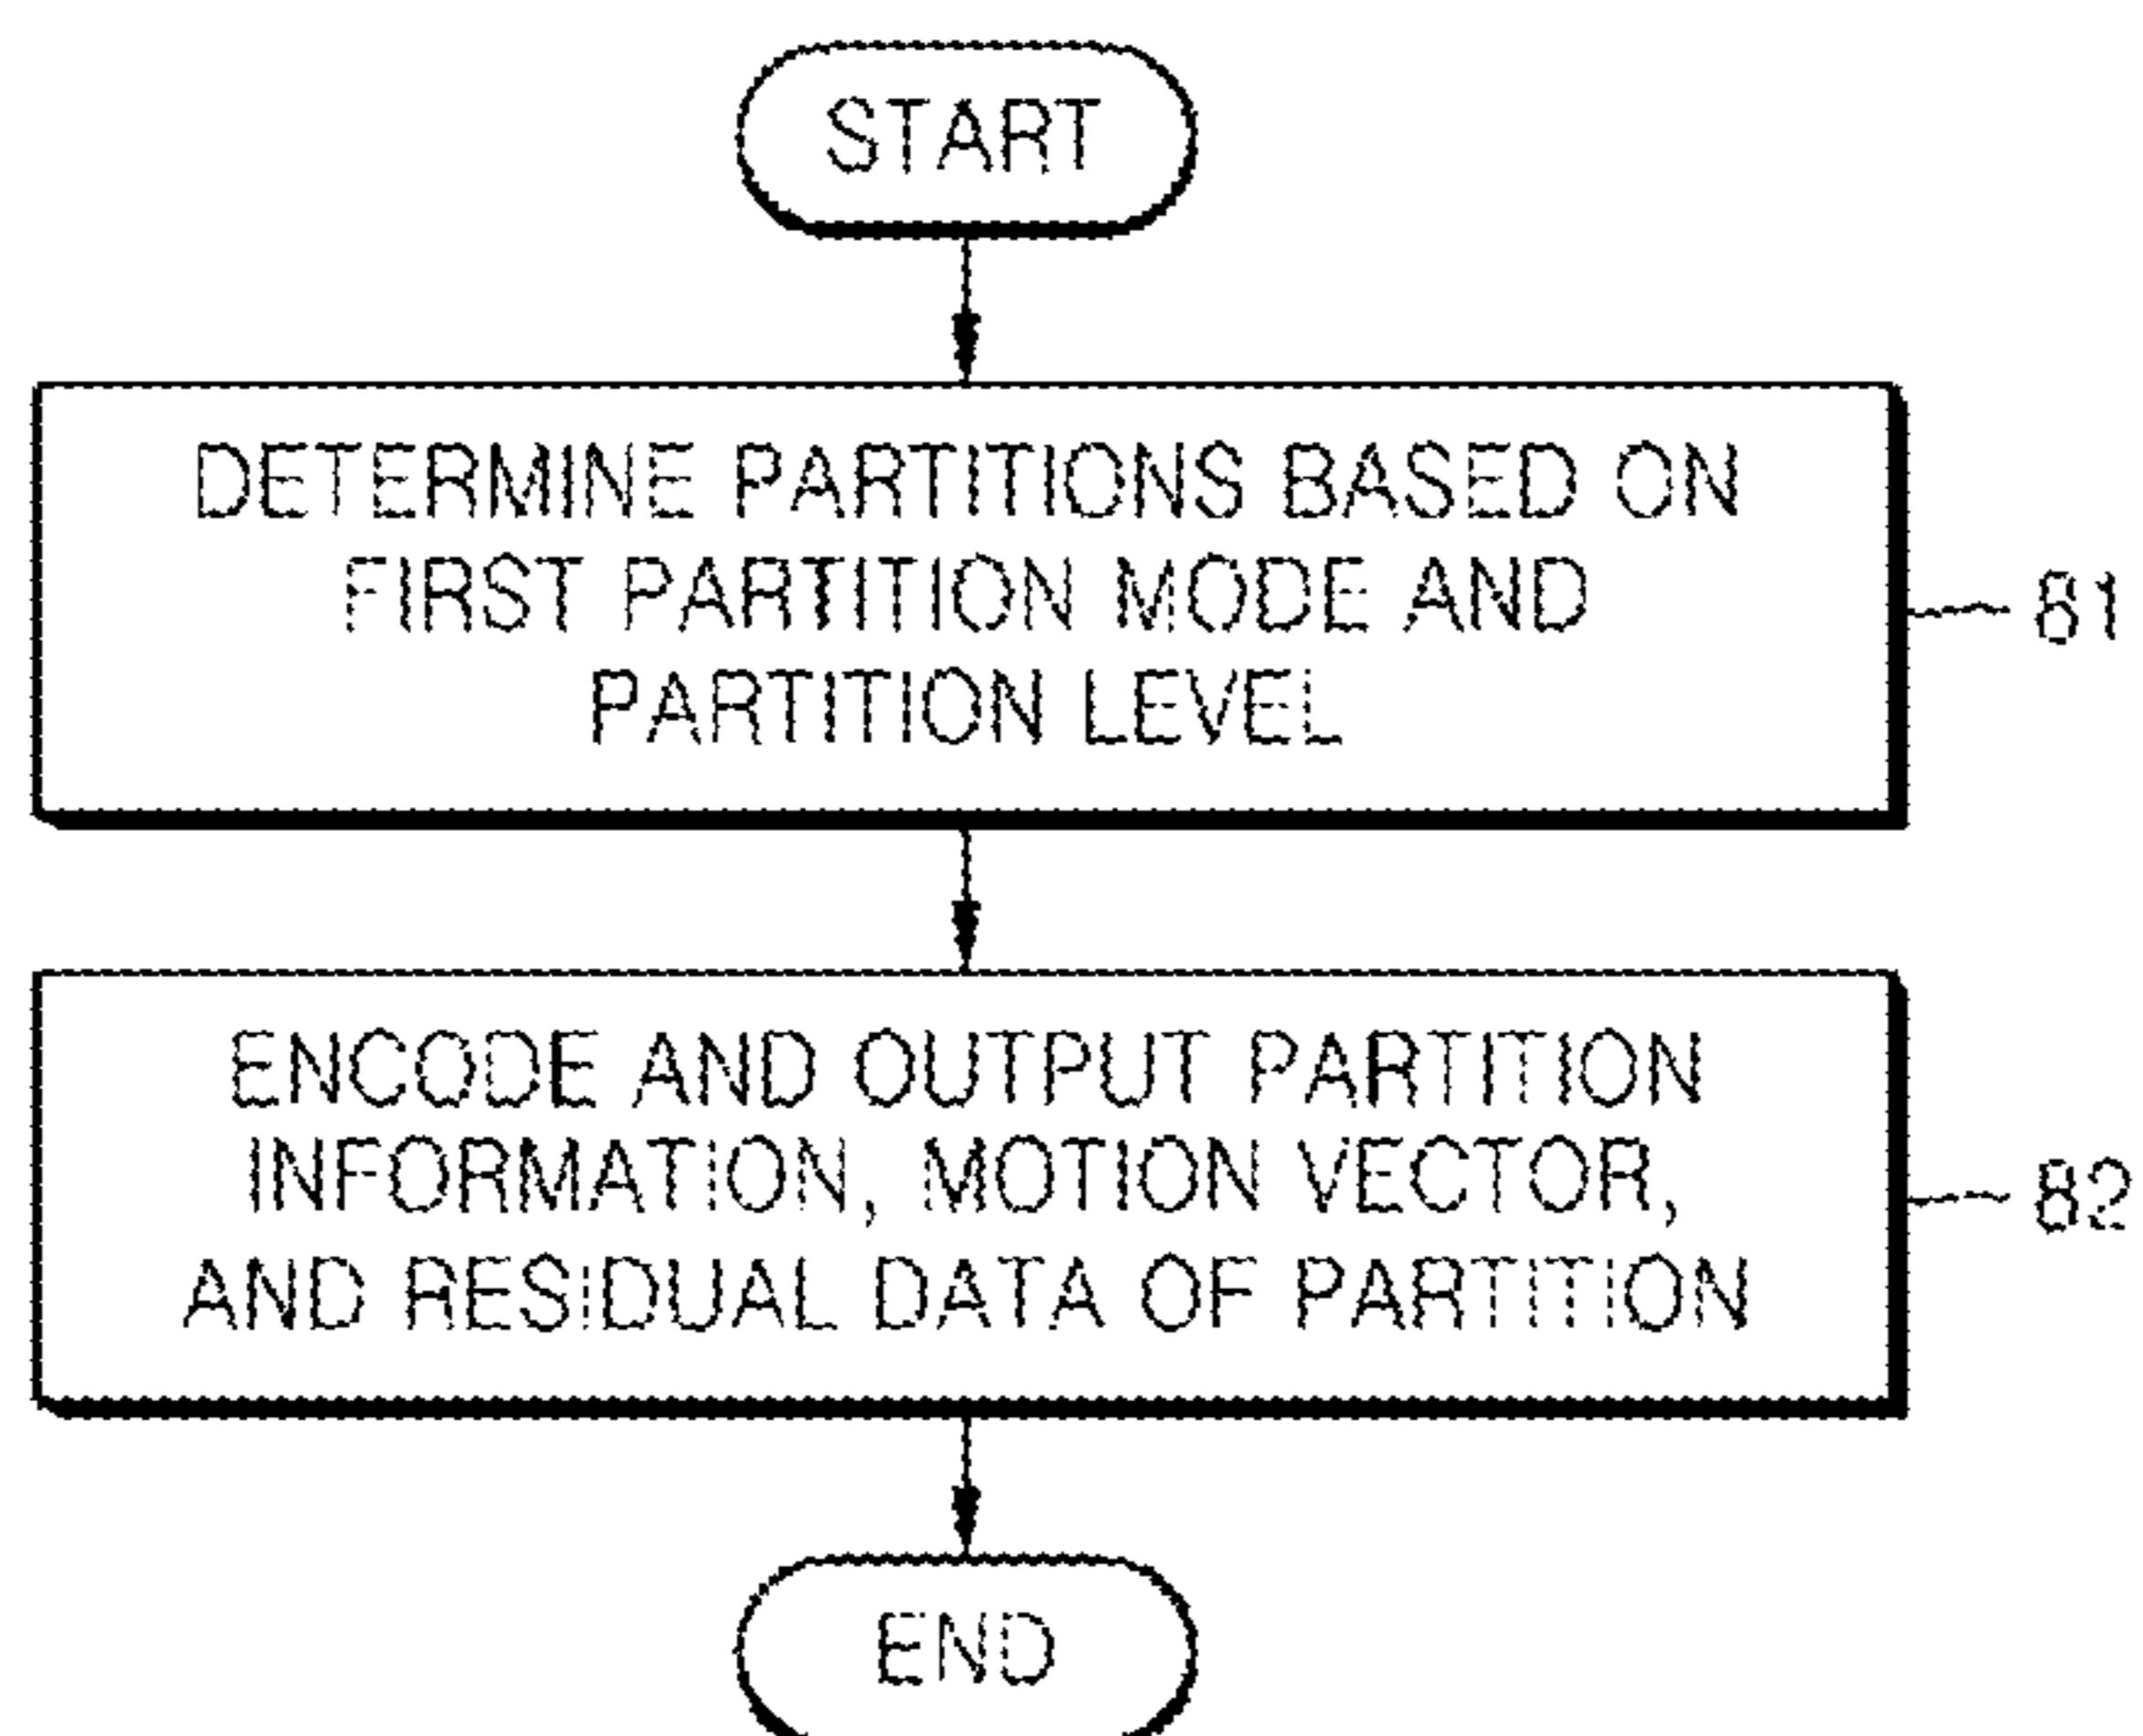 START
DETERMINE PARTITIONS BASED ON
FIRST PARTITION MODE AND
PARTITION LEVEL
81
ENCODE AND OUTPUT PARTITION
INFORMATION, MOTION VECTOR,
AND RESIDUAL DATA OF PARTITION
82
END